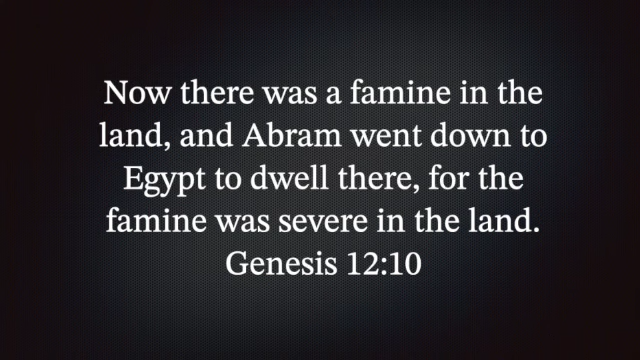 Now there was a famine in the
land, and Abram went down to
Egypt to dwell there, for the
famine was severe in the land.
Genesis 12:10